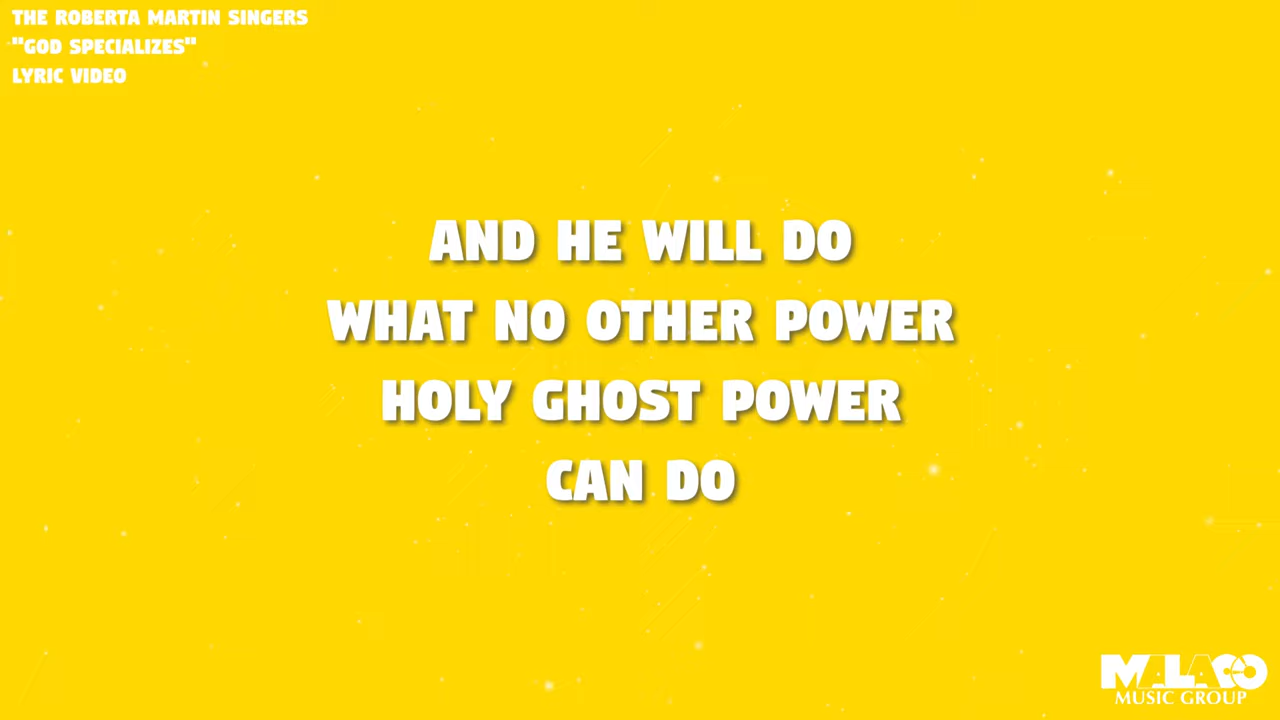 THE ROBERTA MARTIN SINGERS
"GOD SPECIALIZES"
LYRIC VIDEO
AND HE WILL DO
WHAT NO OTHER POWER
HOLY GHOST POWER
CAN DO
MALACO
MUSIC GROUP